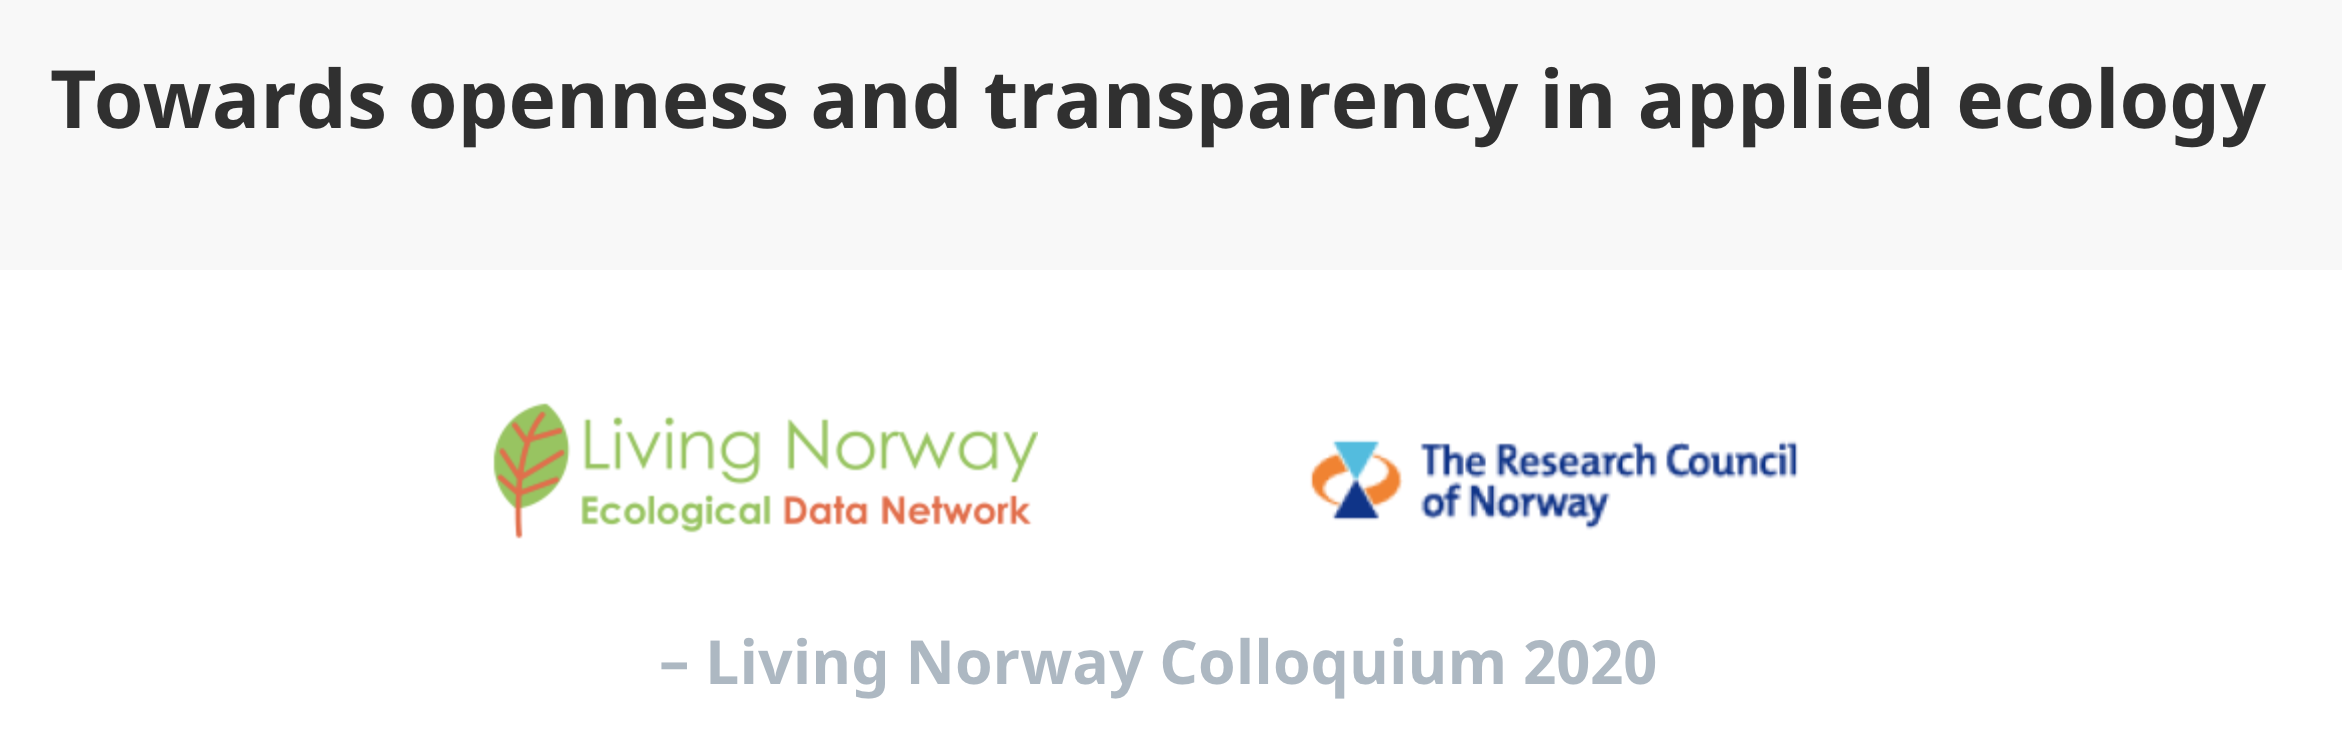 Towards openness and transparency in applied ecology
Living Norway
Ecological Data Network
The Research Council
of Norway
– Living Norway Colloquium 2020